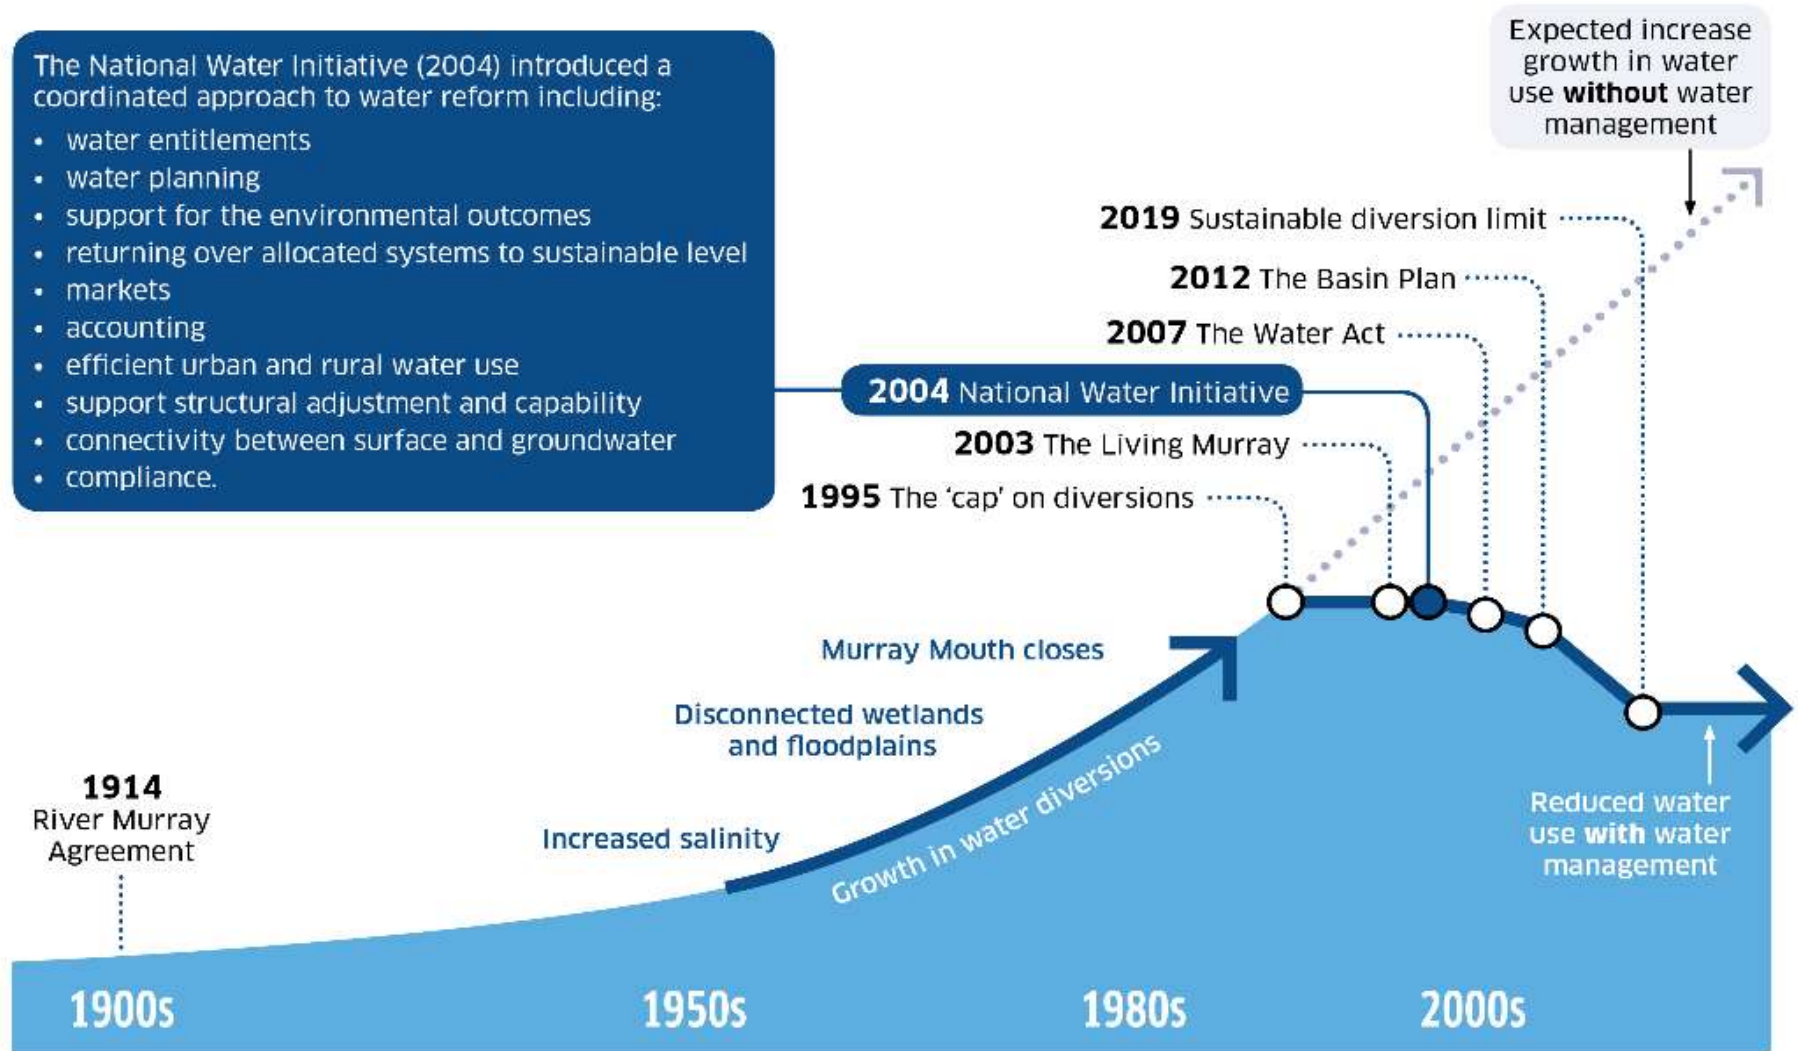 The National Water Initiative (2004) introduced a
coordinated approach to water reform including:
• water entitlements
• water planning
• support for the environmental outcomes
• returning over allocated systems to sustainable level
• markets
• accounting
• efficient urban and rural water use
• support structural adjustment and capability
• connectivity between surface and groundwater
• compliance.
Expected increase
growth in water
use without water
management
2019 Sustainable diversion limit
2012 The Basin Plan
2007 The Water Act
2004 National Water Initiative
2003 The Living Murray
1995 The ‘cap’ on diversions
Murray Mouth closes
Disconnected wetlands
and floodplains
Increased salinity
Growth in water diversions
1914
River Murray
Agreement
Reduced water
use with water
management
1900s
1950s
1980s
2000s